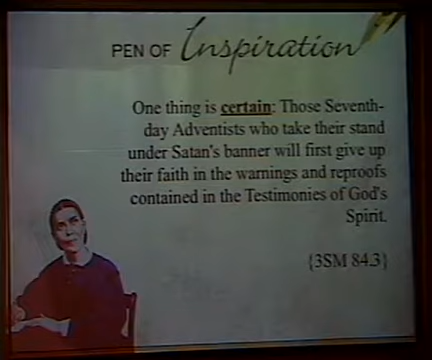 PEN OF Inspiration
One thing is certain: Those Seventh-
day Adventists who take their stand
under Satan's banner will first give up
their faith in the warnings and reproofs
contained in the Testimonies of God's
Spirit.
{3SM 84.3}